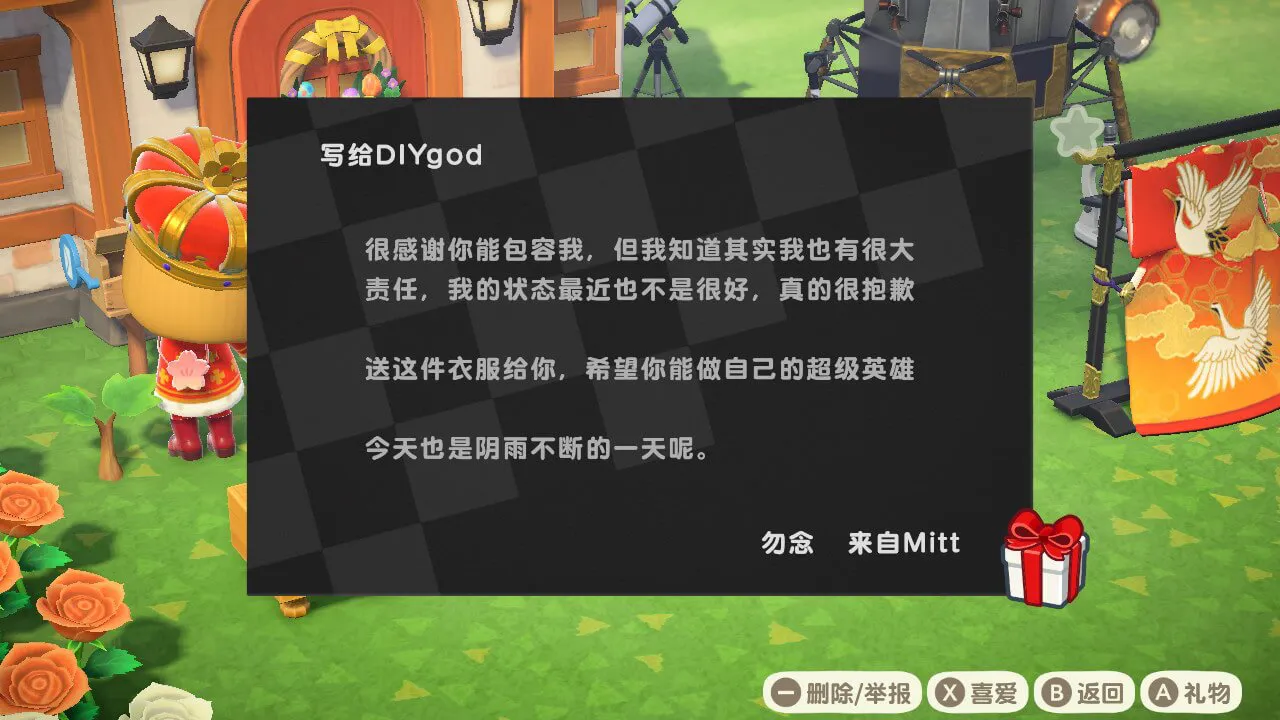 写给DIYgod
很感谢你能包容我，但我知道其实我也有很大
责任，我的状态最近也不是很好，真的很抱歉
送这件衣服给你，希望你能做自己的超级英雄
今天也是阴雨不断的一天呢。
勿念 来自Mitt
删除/举报 X 喜爱 B 返回 A 礼物